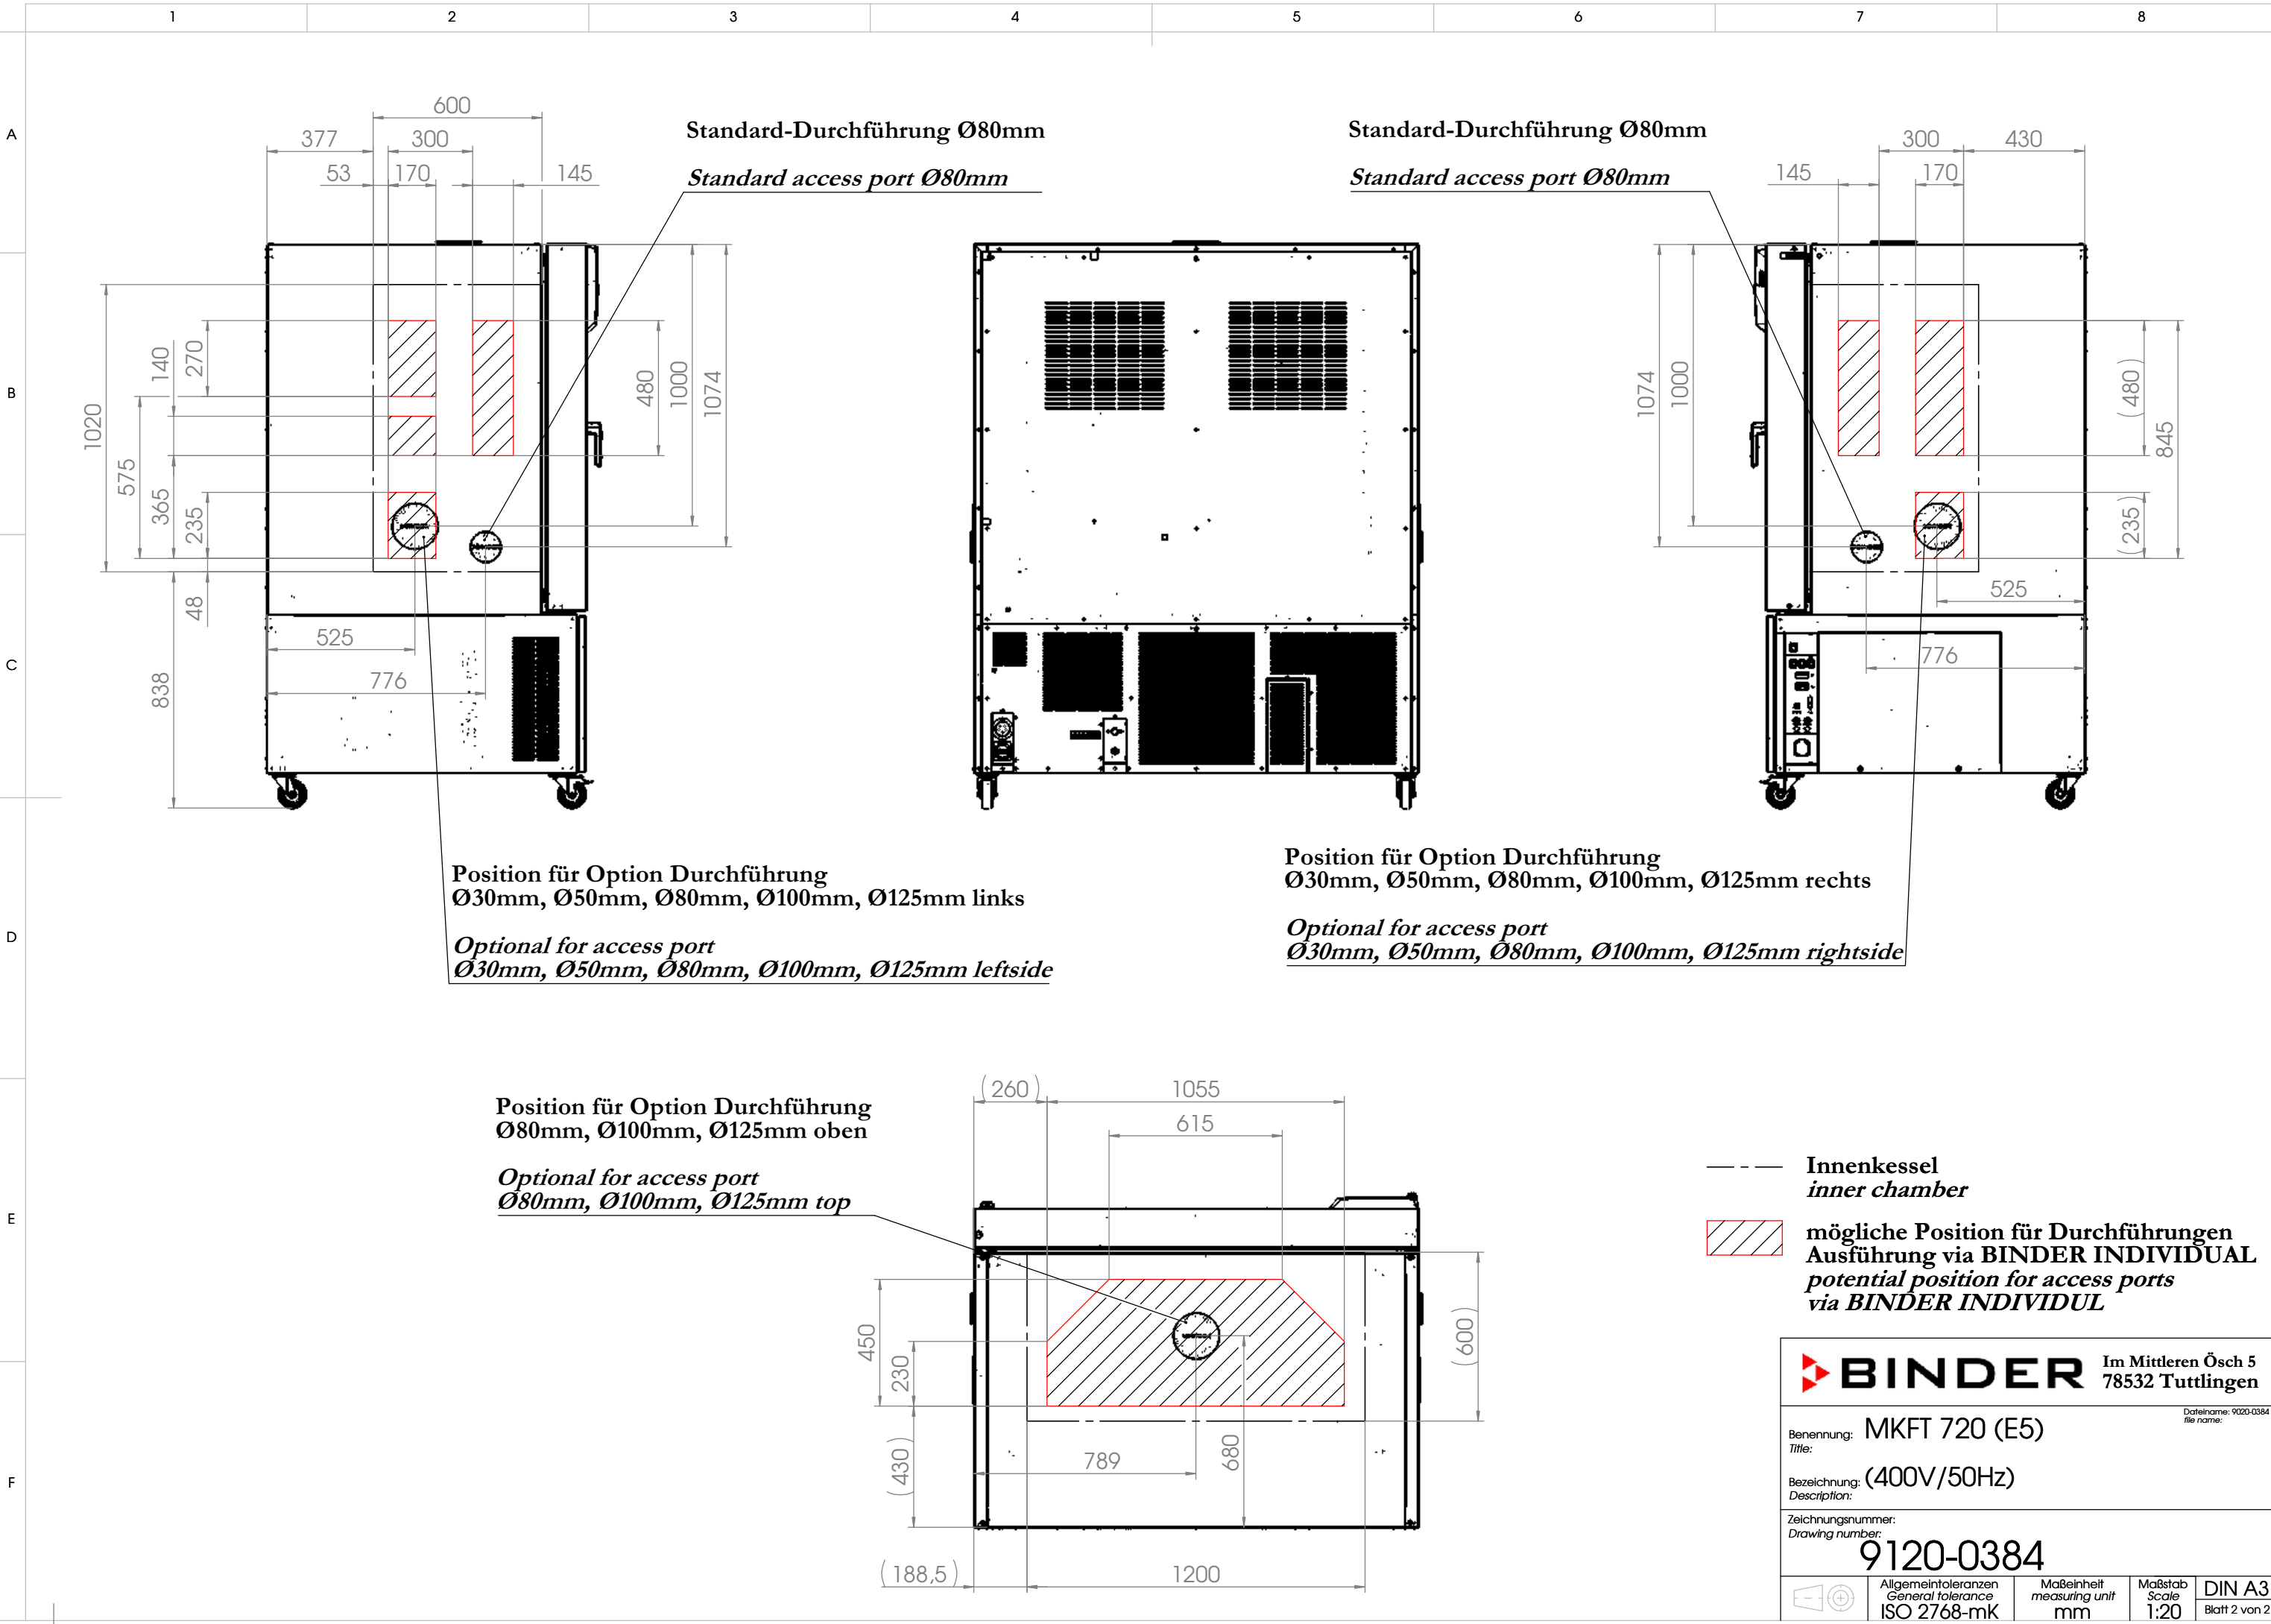 1 2 3 4 5 6 7 8
A
B
C
D
E
F
600
377 300
53 170 145
Standard-Durchführung Ø80mm
Standard access port Ø80mm
1020
140
270
575
365
235
48
838
480
1000
1074
525
776
Standard-Durchführung Ø80mm
Standard access port Ø80mm
300 430
145 170
1074
1000
(480)
845
(235)
525
776
Position für Option Durchführung
Ø30mm, Ø50mm, Ø80mm, Ø100mm, Ø125mm links
Optional for access port
Ø30mm, Ø50mm, Ø80mm, Ø100mm, Ø125mm leftside
Position für Option Durchführung
Ø30mm, Ø50mm, Ø80mm, Ø100mm, Ø125mm rechts
Optional for access port
Ø30mm, Ø50mm, Ø80mm, Ø100mm, Ø125mm rightside
Position für Option Durchführung
Ø80mm, Ø100mm, Ø125mm oben
Optional for access port
Ø80mm, Ø100mm, Ø125mm top
(260) 1055
615
450
230
(430)
(600)
789
680
(188,5) 1200
Innenkessel
inner chamber
mögliche Position für Durchführungen
Ausführung via BINDER INDIVIDUAL
potential position for access ports
via BINDER INDIVIDUL
BINDER
Im Mittleren Ösch 5
78532 Tuttlingen
Dateiname: 9020-0384
file name:
Benennung: MKFT 720 (E5)
Title:
Bezeichnung: (400V/50Hz)
Description:
Zeichnungsnummer:
Drawing number:
9120-0384
Allgemeintoleranzen
General tolerance
ISO 2768-mK
Maßeinheit
measuring unit
mm
Maßstab
Scale
1:20
DIN A3
Blatt 2 von 2